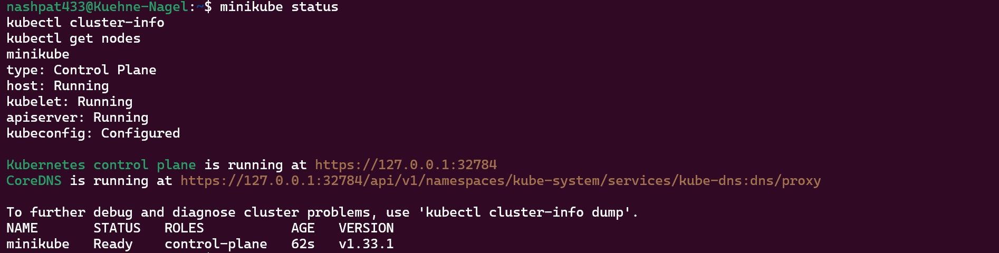 nashpat433@Kuehne-Nagel:~$ minikube status
kubectl cluster-info
kubectl get nodes
minikube
type: Control Plane
host: Running
kubelet: Running
apiserver: Running
kubeconfig: Configured
Kubernetes control plane is running at https://127.0.0.1:32784
CoreDNS is running at https://127.0.0.1:32784/api/v1/namespaces/kube-system/services/kube-dns:dns/proxy
To further debug and diagnose cluster problems, use 'kubectl cluster-info dump'.
NAME       STATUS   ROLES           AGE   VERSION
minikube   Ready    control-plane   62s   v1.33.1